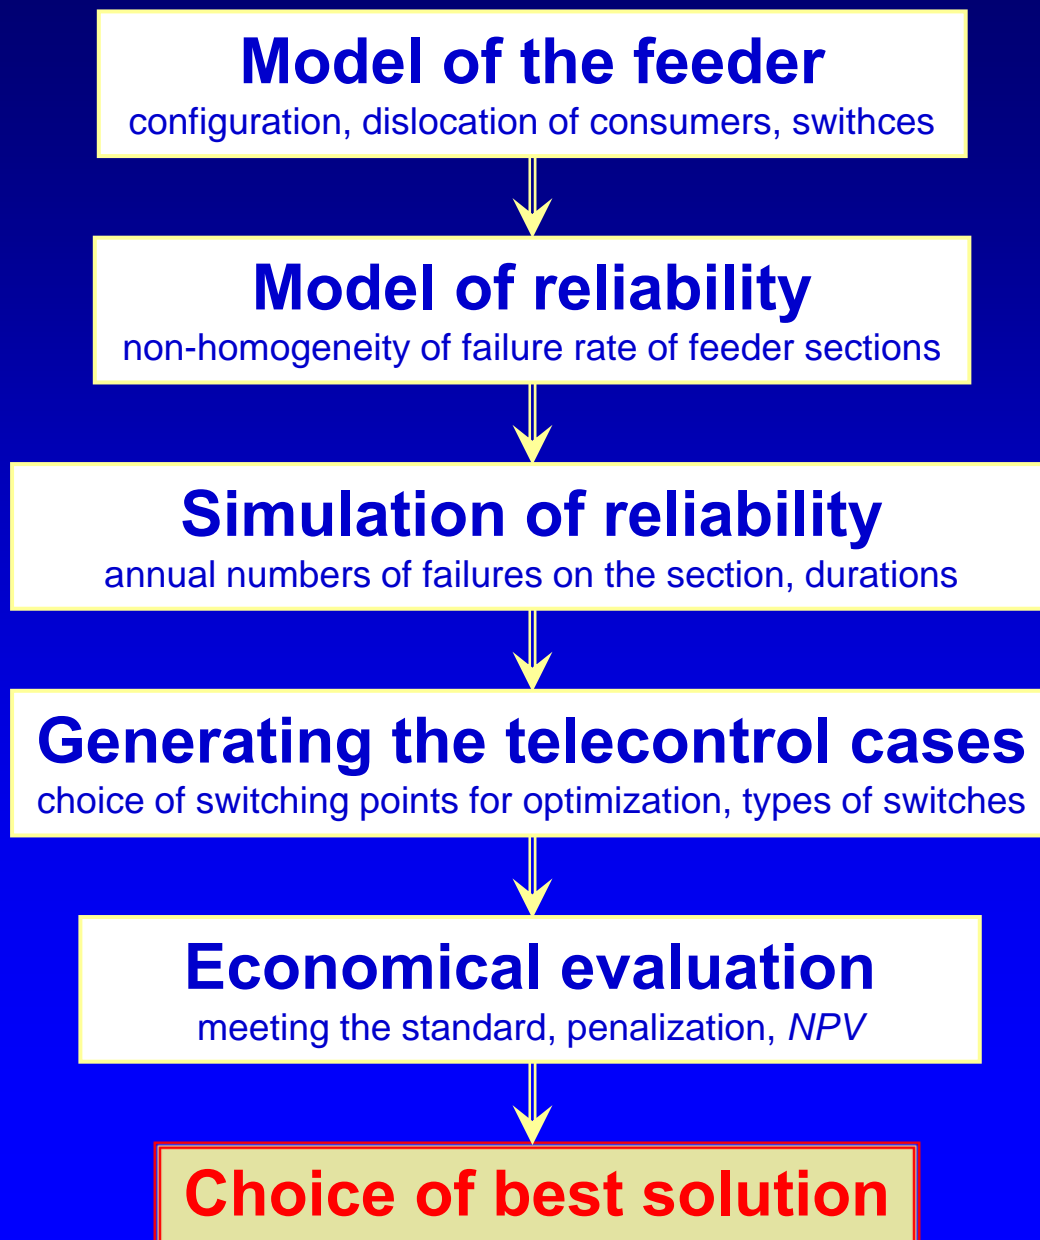 Model of the feeder
configuration, dislocation of consumers, swithces
Model of reliability
non-homogeneity of failure rate of feeder sections
Simulation of reliability
annual numbers of failures on the section, durations
Generating the telecontrol cases
choice of switching points for optimization, types of switches
Economical evaluation
meeting the standard, penalization, NPV
Choice of best solution